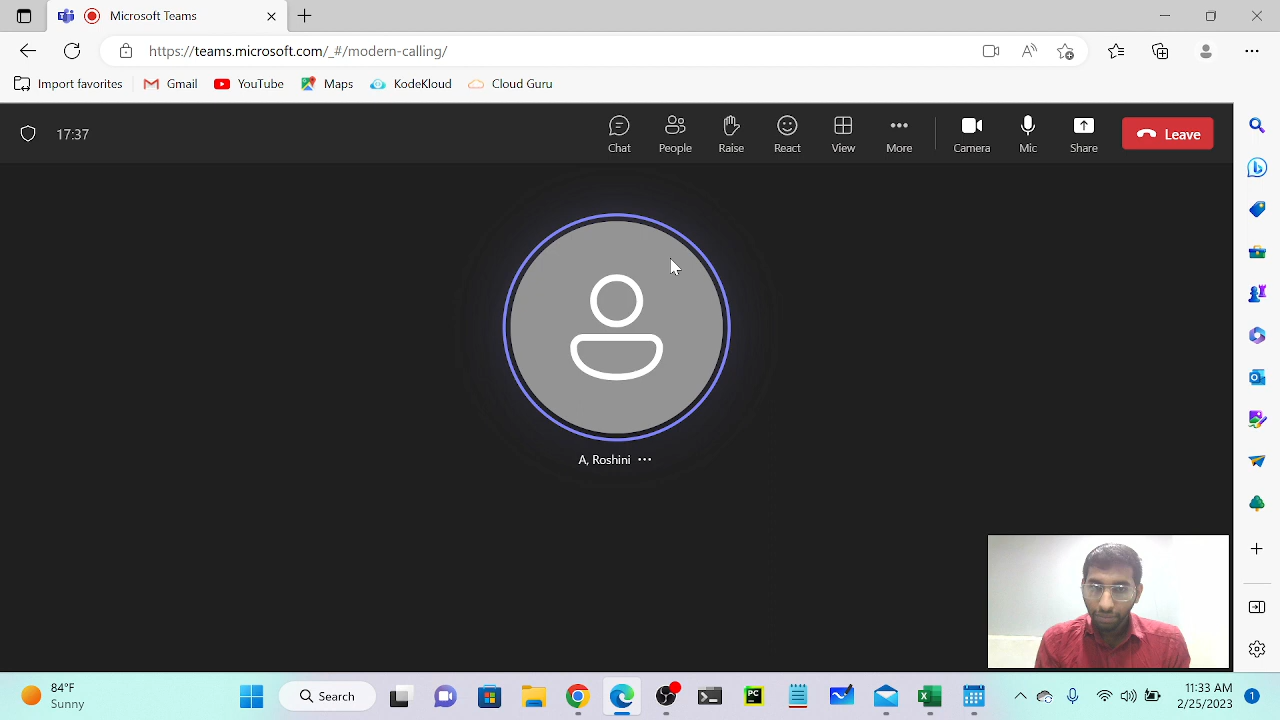 Microsoft Teams
https://teams.microsoft.com/_#/modern-calling/
Import favorites
Gmail
YouTube
Maps
KodeKloud
Cloud Guru
17:37
Chat
People
Raise
React
View
More
Camera
Mic
Share
Leave
A, Roshini
84°F
Sunny
Search
PC
11:33 AM
2/25/2023
1